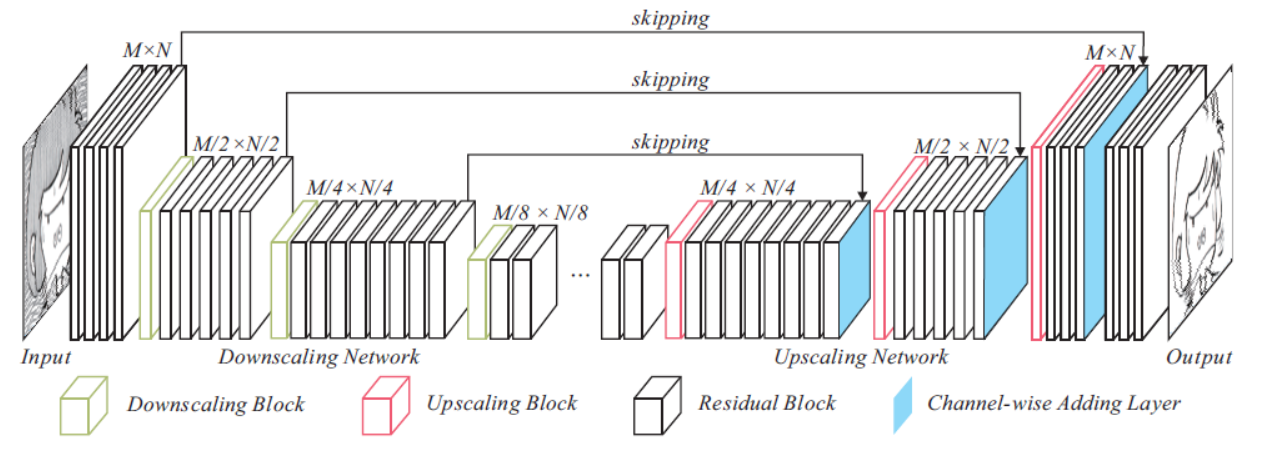 skipping
M×N
M×N
skipping
M/2×N/2
M/2 × N/2
skipping
M/4×N/4
M/4 × N/4
M/8 × N/8
...
Input
Downscaling Network
Upscaling Network
Output
Downscaling Block
Upscaling Block
Residual Block
Channel-wise Adding Layer